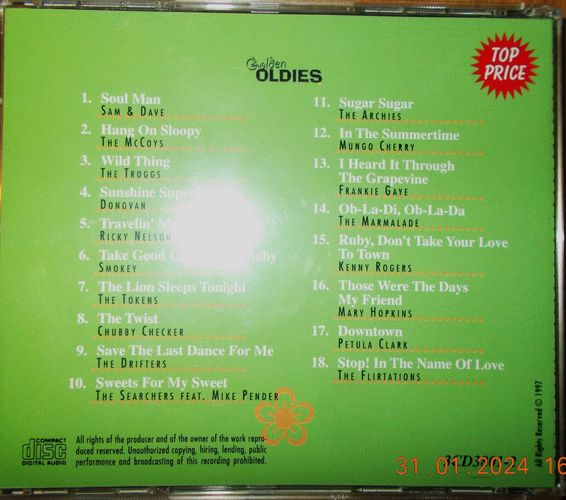 Golden
OLDIES
TOP
PRICE
1. Soul Man
SAM & DAVE
2. Hang On Sloopy
THE MCCOYS
3. Wild Thing
THE TROGGS
4. Sunshine
DONOVAN
5. Travelin'
RICKY NELSON
6. Take Good
SMOKEY
7. The Lion Sleeps Tonight
THE TOKENS
8. The Twist
CHUBBY CHECKER
9. Save The Last Dance For Me
THE DRIFTERS
10. Sweets For My Sweet
THE SEARCHERS FEAT. MIKE PENDER
11. Sugar Sugar
THE ARCHIES
12. In The Summertime
MUNGO CHERRY
13. I Heard It Through
The Grapevine
FRANKIE GAYE
14. Ob-La-Di, Ob-La-Da
THE MARMALADE
15. Ruby, Don't Take Your Love
To Town
KENNY ROGERS
16. Those Were The Days
My Friend
MARY HOPKINS
17. Downtown
PETULA CLARK
18. Stop! In The Name Of Love
THE FLIRTATIONS
COMPACT
disc
DIGITAL AUDIO
All rights of the producer and of the owner of the work repro-
duced reserved. Unauthorized copying, hiring, lending, public
performance and broadcasting of this recording prohibited.
All Rights Reserved © 1997
31.01.2024 16